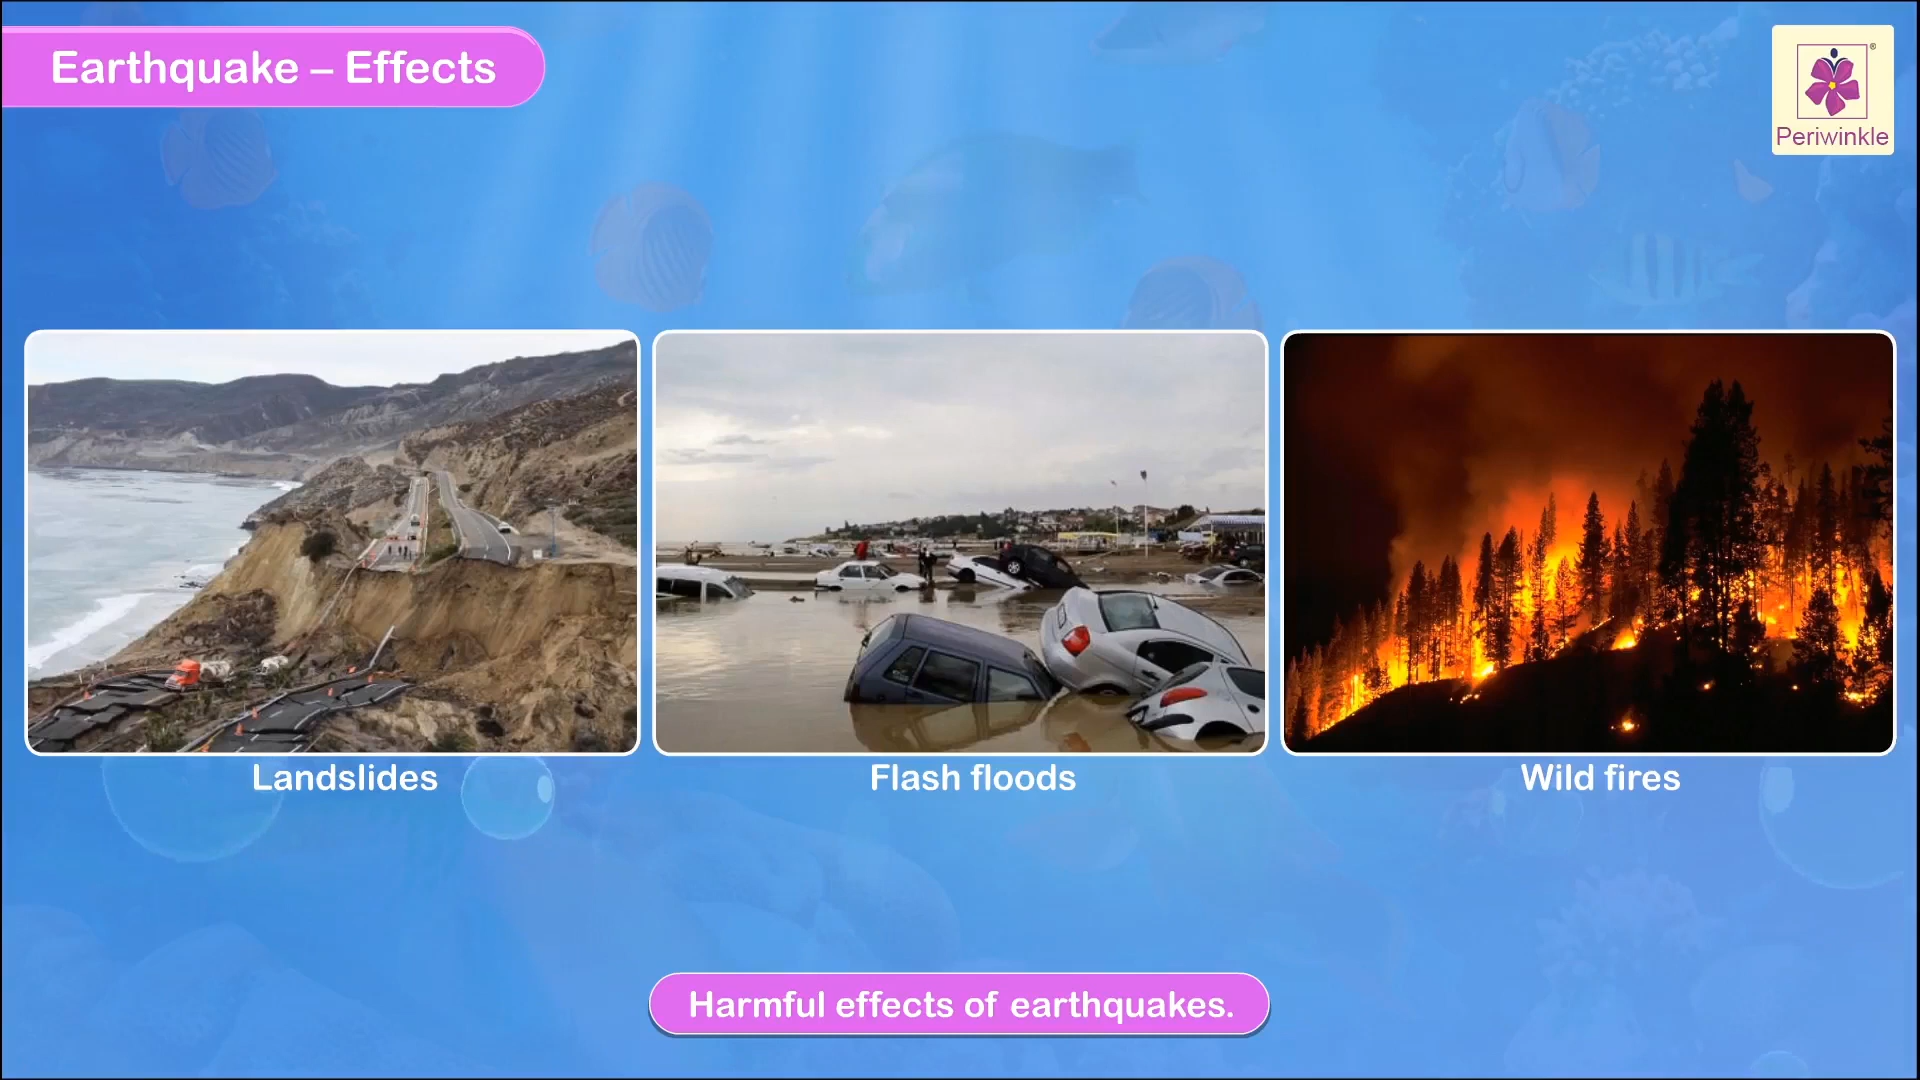 Earthquake – Effects
®
Periwinkle
Landslides
Flash floods
Wild fires
Harmful effects of earthquakes.